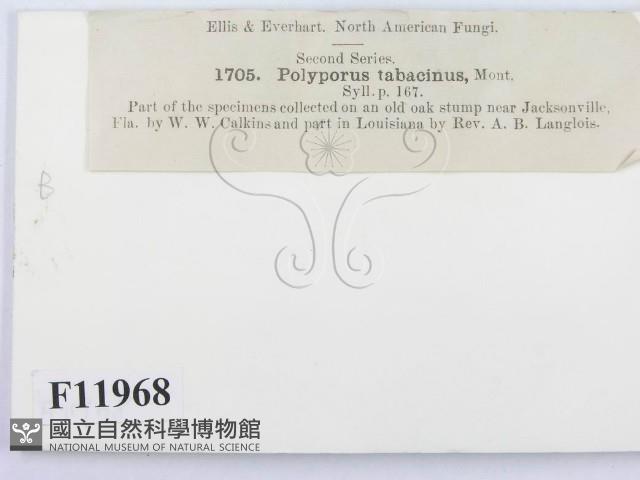 Ellis & Everhart. North American Fungi.
Second Series.
1705. Polyporus tabacinus, Mont.
Syll. p. 167.
Part of the specimens collected on an old oak stump near Jacksonville,
Fla. by W. W. Calkins and part in Louisiana by Rev. A. B. Langlois.
B
F11968
國立自然科學博物館
NATIONAL MUSEUM OF NATURAL SCIENCE